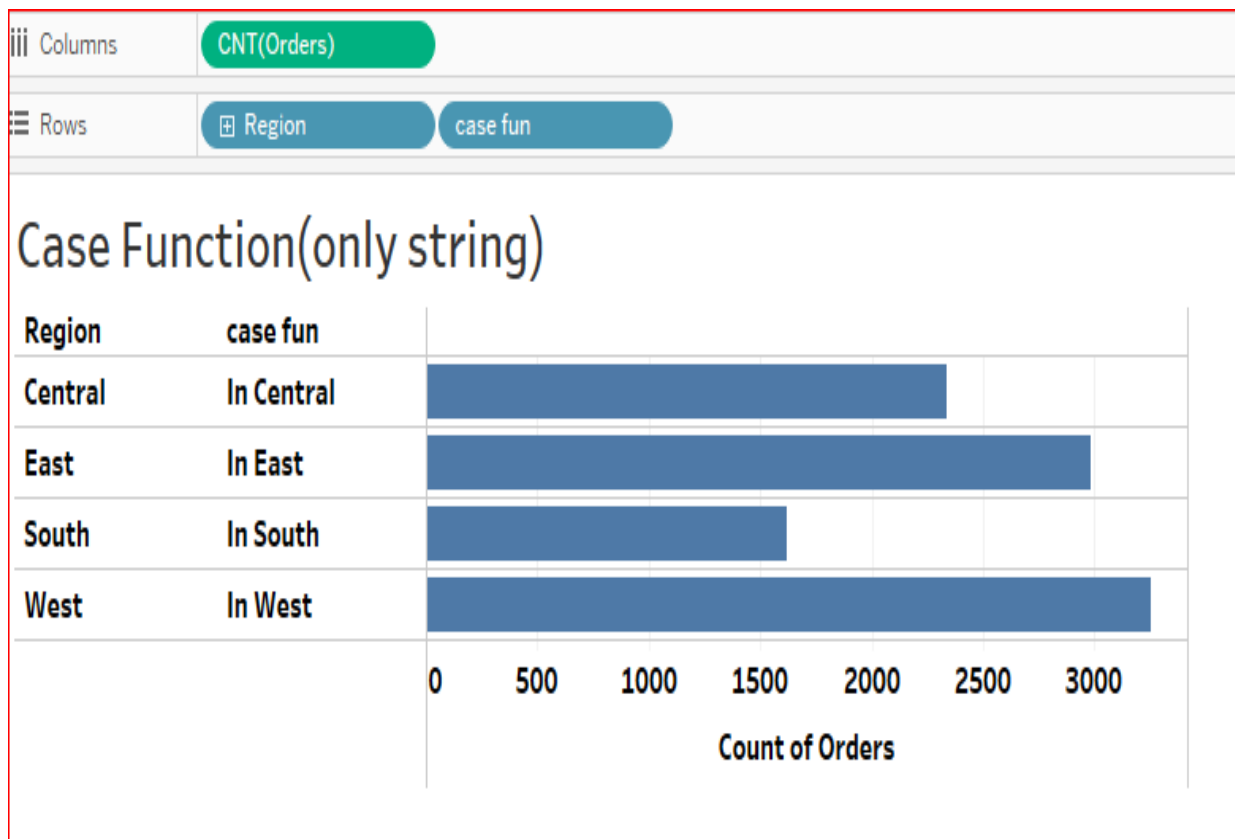 Columns CNT(Orders)
Rows Region case fun
Case Function(only string)
Region case fun
Central In Central
East In East
South In South
West In West
0 500 1000 1500 2000 2500 3000
Count of Orders